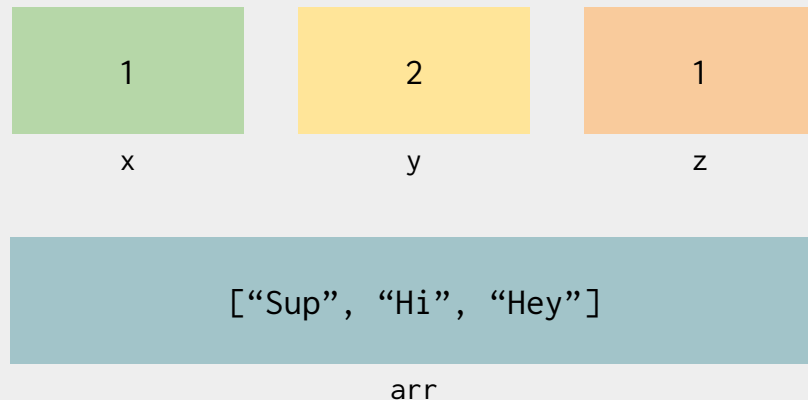 1 2 1
x y z
[“Sup”, “Hi”, “Hey”]
arr